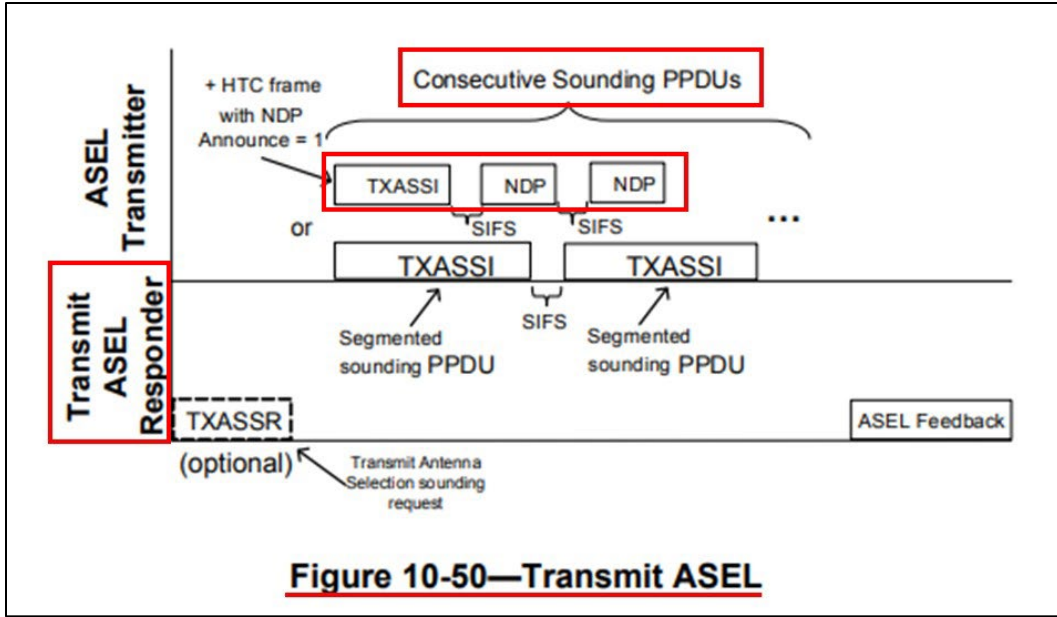 ASEL
Transmitter
+ HTC frame
with NDP
Announce = 1
Consecutive Sounding PPDUs
TXASSI
NDP
NDP
SIFS
SIFS
...
or
TXASSI
TXASSI
SIFS
Segmented
sounding PPDU
Segmented
sounding PPDU
Transmit
ASEL
Responder
TXASSR
(optional)
Transmit Antenna
Selection sounding
request
ASEL Feedback
Figure 10-50—Transmit ASEL